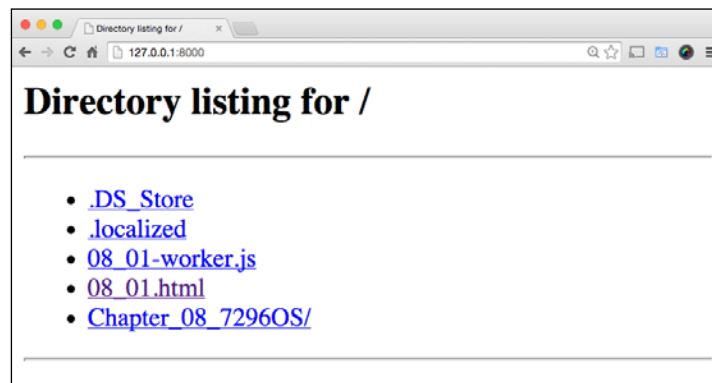 Directory listing for /
127.0.0.1:8000
Directory listing for /
.DS_Store
.localized
08_01-worker.js
08_01.html
Chapter_08_7296OS/